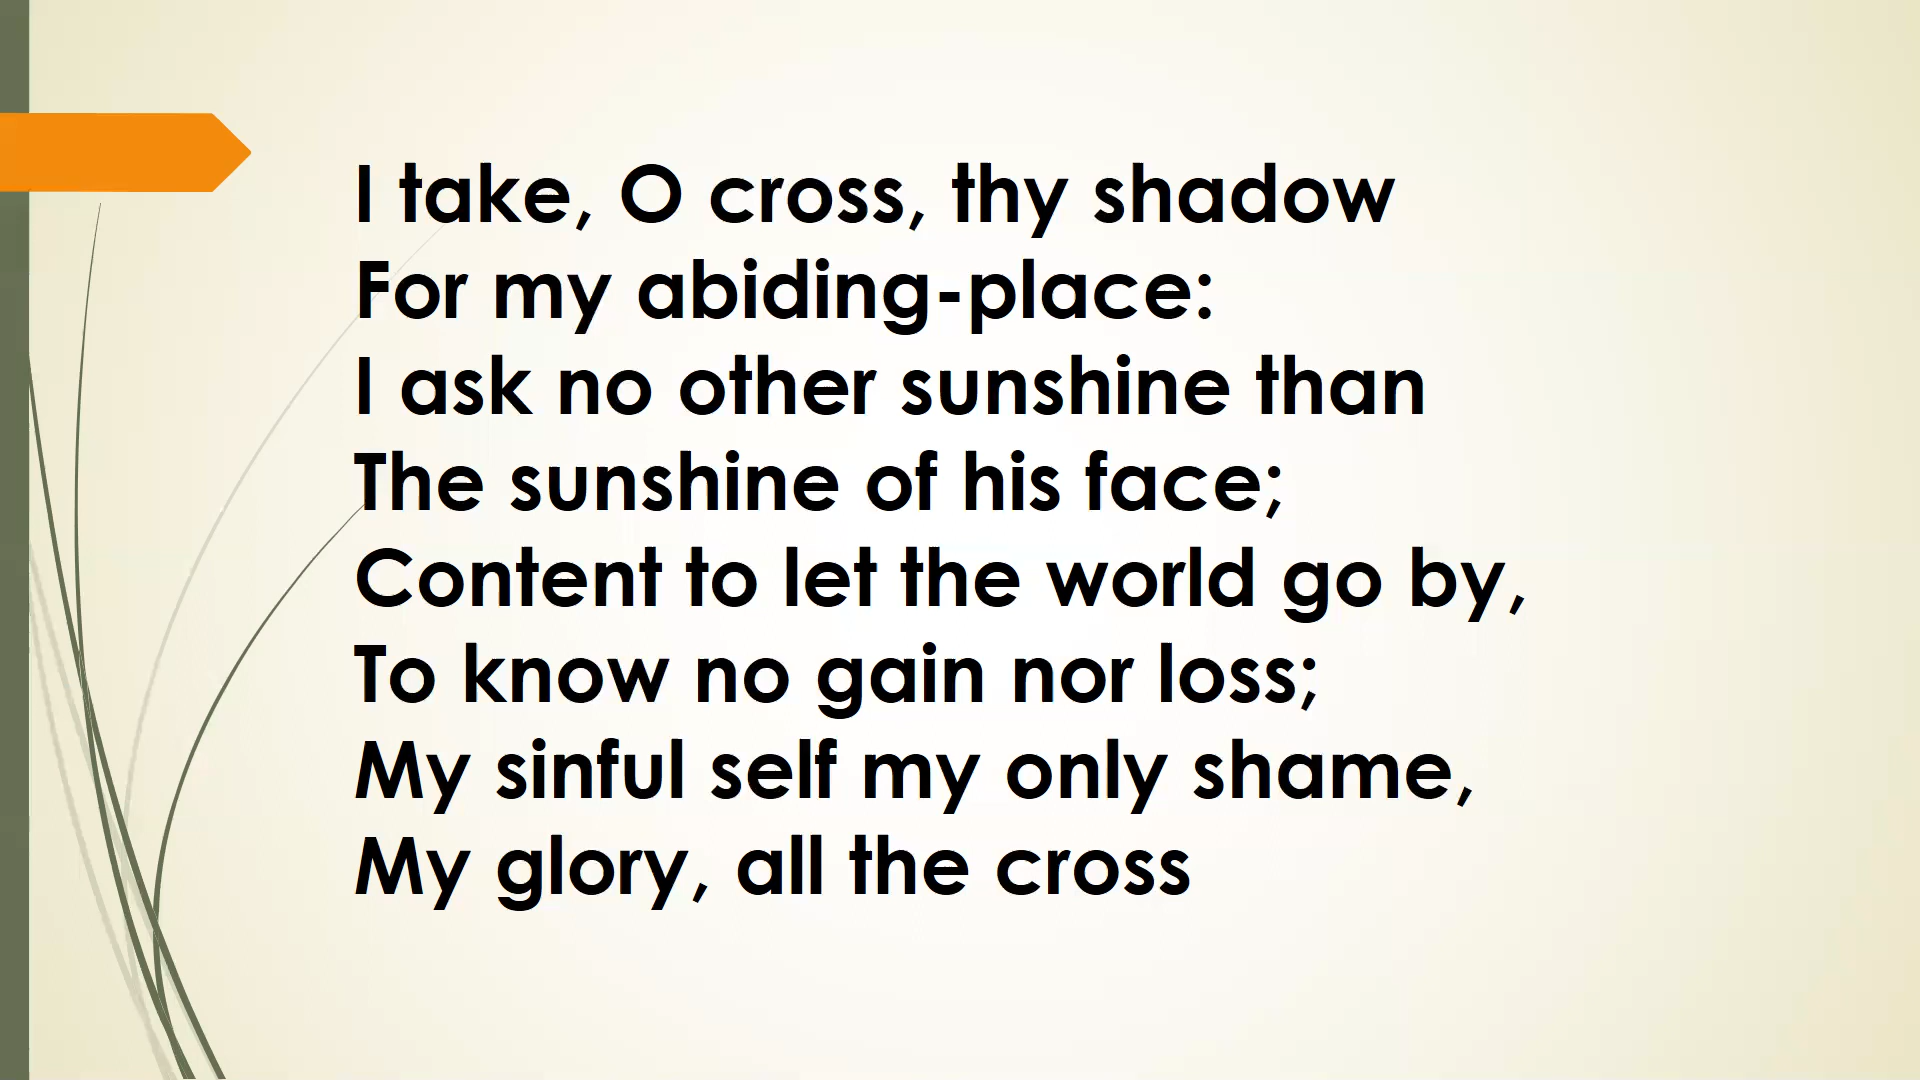 I take, O cross, thy shadow
For my abiding-place:
I ask no other sunshine than
The sunshine of his face;
Content to let the world go by,
To know no gain nor loss;
My sinful self my only shame,
My glory, all the cross